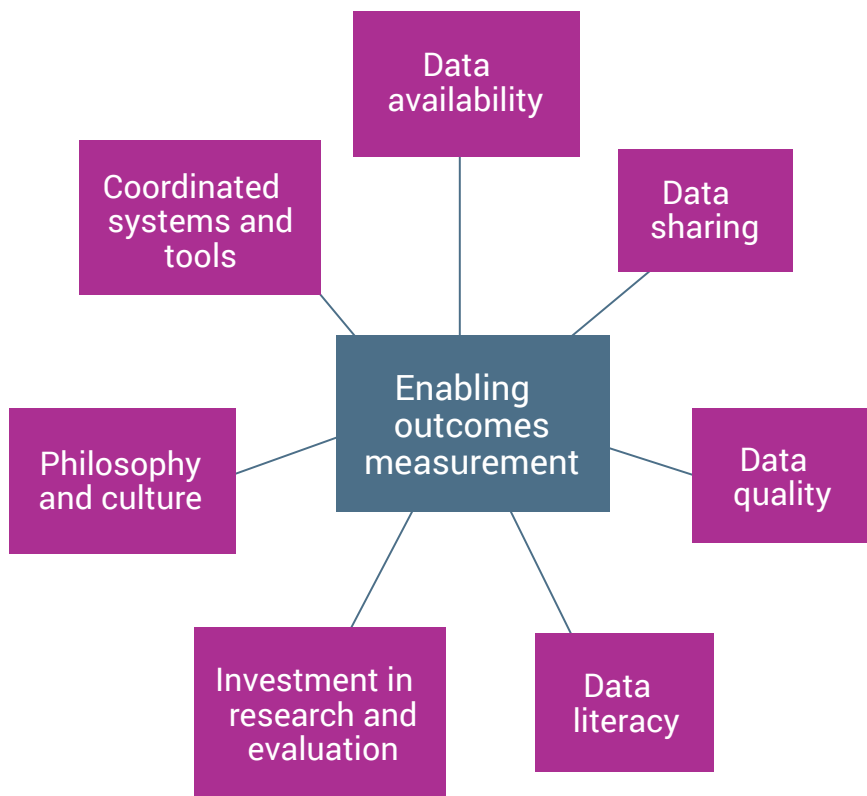 Data
availability
Coordinated
systems and
tools
Data
sharing
Enabling
outcomes
measurement
Philosophy
and culture
Data
quality
Investment in
research and
evaluation
Data
literacy